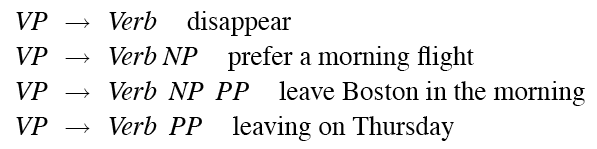 VP → Verb disappear
VP → Verb NP prefer a morning flight
VP → Verb NP PP leave Boston in the morning
VP → Verb PP leaving on Thursday